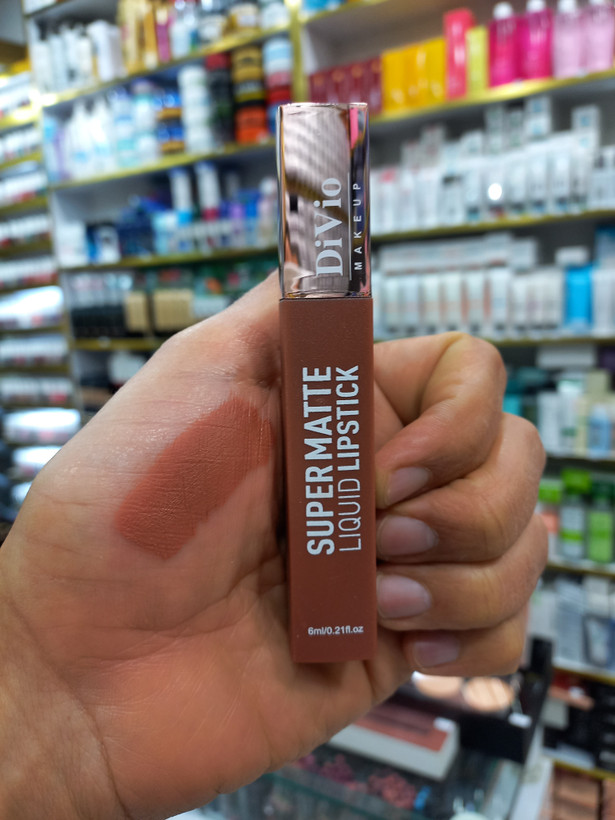 DiVio
MAKEUP
SUPER MATTE
LIQUID LIPSTICK
6ml/0.21fl.oz